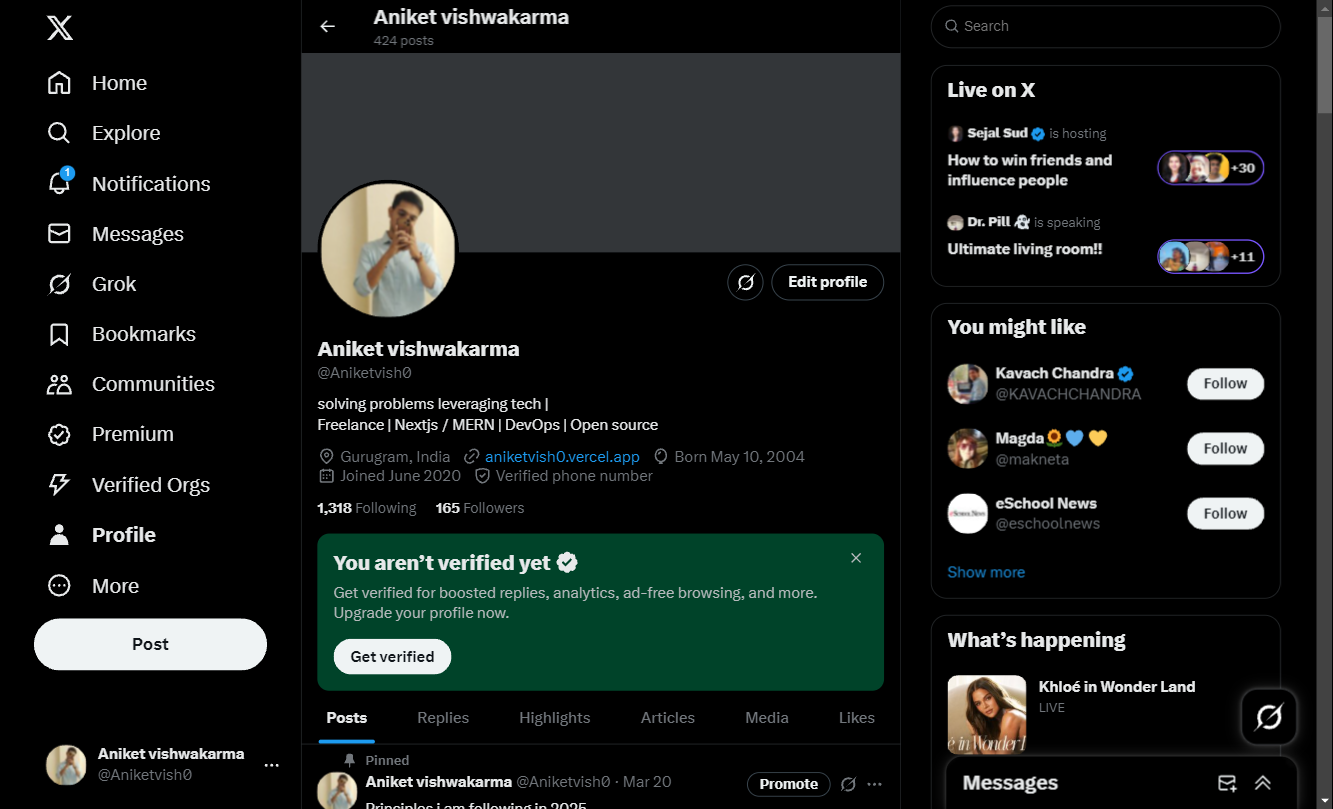 Home
Explore
1
Notifications
Messages
Grok
Bookmarks
Communities
Premium
Verified Orgs
Profile
More
Post
Aniket vishwakarma
@Aniketvish0
Aniket vishwakarma
424 posts
Edit profile
Aniket vishwakarma
@Aniketvish0
solving problems leveraging tech |
Freelance | Nextjs / MERN | DevOps | Open source
Gurugram, India aniketvish0.vercel.app Born May 10, 2004
Joined June 2020 Verified phone number
1,318 Following 165 Followers
You aren’t verified yet
Get verified for boosted replies, analytics, ad-free browsing, and more.
Upgrade your profile now.
Get verified
Posts Replies Highlights Articles Media Likes
Pinned
Aniket vishwakarma @Aniketvish0 · Mar 20
Promote
Principles i am following in 2025
Search
Live on X
Sejal Sud is hosting
How to win friends and
influence people
+30
Dr. Pill is speaking
Ultimate living room!!
+11
You might like
Kavach Chandra
@KAVACHCHANDRA
Follow
Magda
@makneta
Follow
eSchool News
eSchool News
@eschoolnews
Follow
Show more
What’s happening
Khloé in Wonder Land
LIVE
é in Wonder
Messages